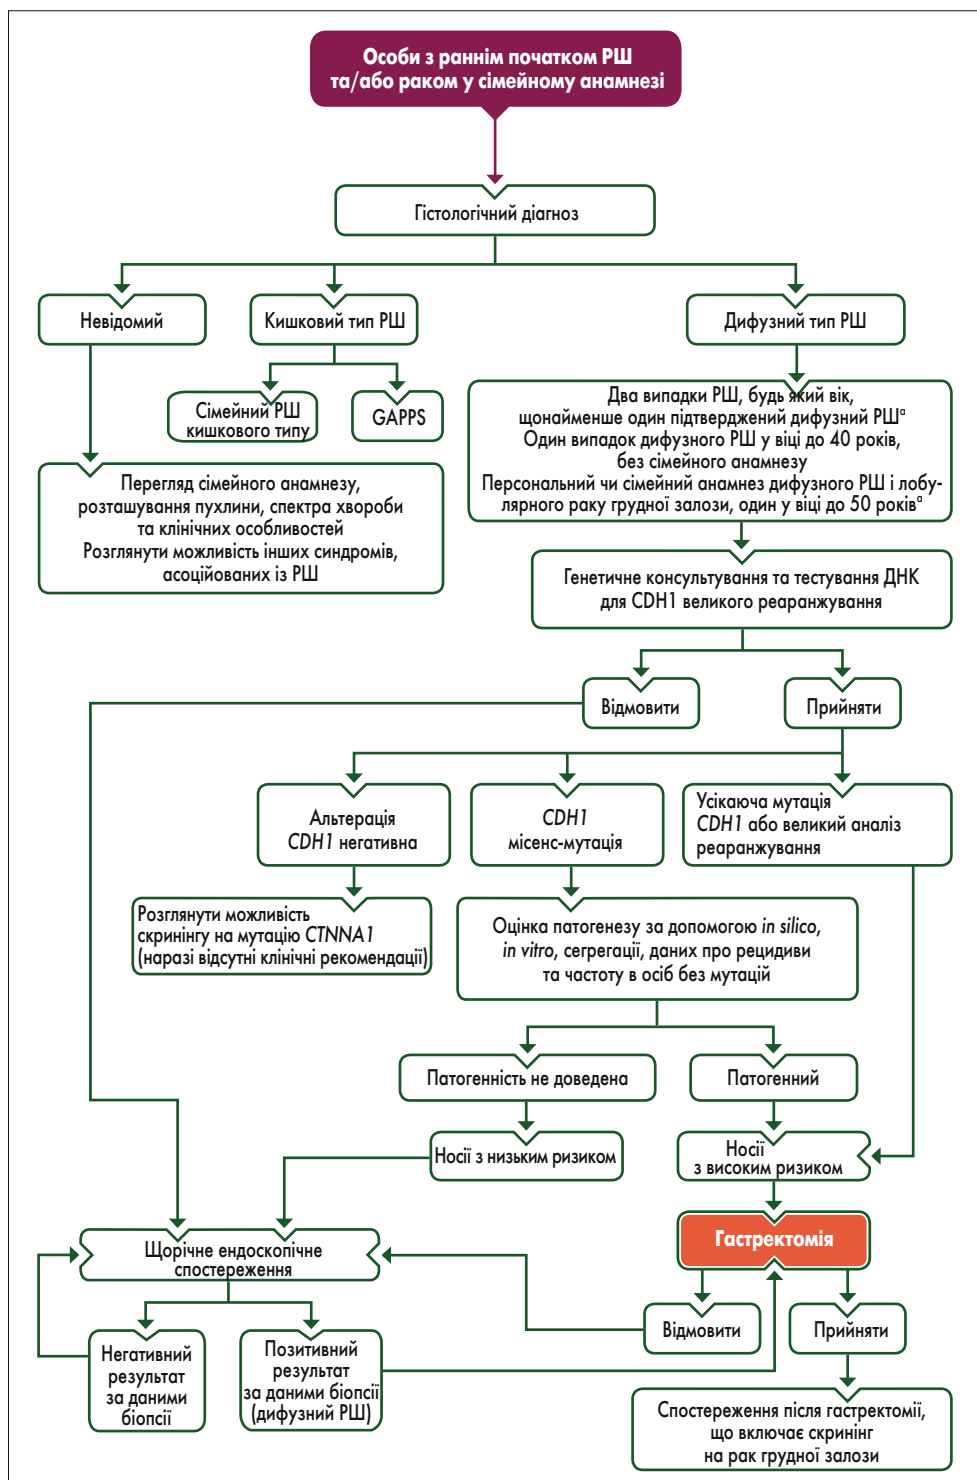 Особи з раннім початком РШ
та/або раком у сімейному анамнезі
Гістологічний діагноз
Невідомий
Кишковий тип РШ
Дифузний тип РШ
Сімейний РШ
кишкового типу
GAPPS
Два випадки РШ, будь який вік,
щонайменше один підтверджений дифузний РШᵃ
Один випадок дифузного РШ у віці до 40 років,
без сімейного анамнезу
Персональний чи сімейний анамнез дифузного РШ і лобу-
лярного раку грудної залози, один у віці до 50 роківᵃ
Перегляд сімейного анамнезу,
розташування пухлини, спектра хвороби
та клінічних особливостей
Розглянути можливість інших синдромів,
асоційованих із РШ
Генетичне консультування та тестування ДНК
для CDH1 великого реаранжування
Відмовити
Прийняти
Альтерація
CDH1 негативна
CDH1
місенс-мутація
Усікаюча мутація
CDH1 або великий аналіз
реаранжування
Розглянути можливість
скринінгу на мутацію CTNNA1
(наразі відсутні клінічні рекомендації)
Оцінка патогенезу за допомогою in silico,
in vitro, сегрегації, даних про рецидиви
та частоту в осіб без мутацій
Патогенність не доведена
Патогенний
Носії з низьким ризиком
Носії
з високим ризиком
Гастректомія
Щорічне ендоскопічне
спостереження
Відмовити
Прийняти
Негативний
результат
за даними
біопсії
Позитивний
результат
за даними біопсії
(дифузний РШ)
Спостереження після гастректомії,
що включає скринінг
на рак грудної залози